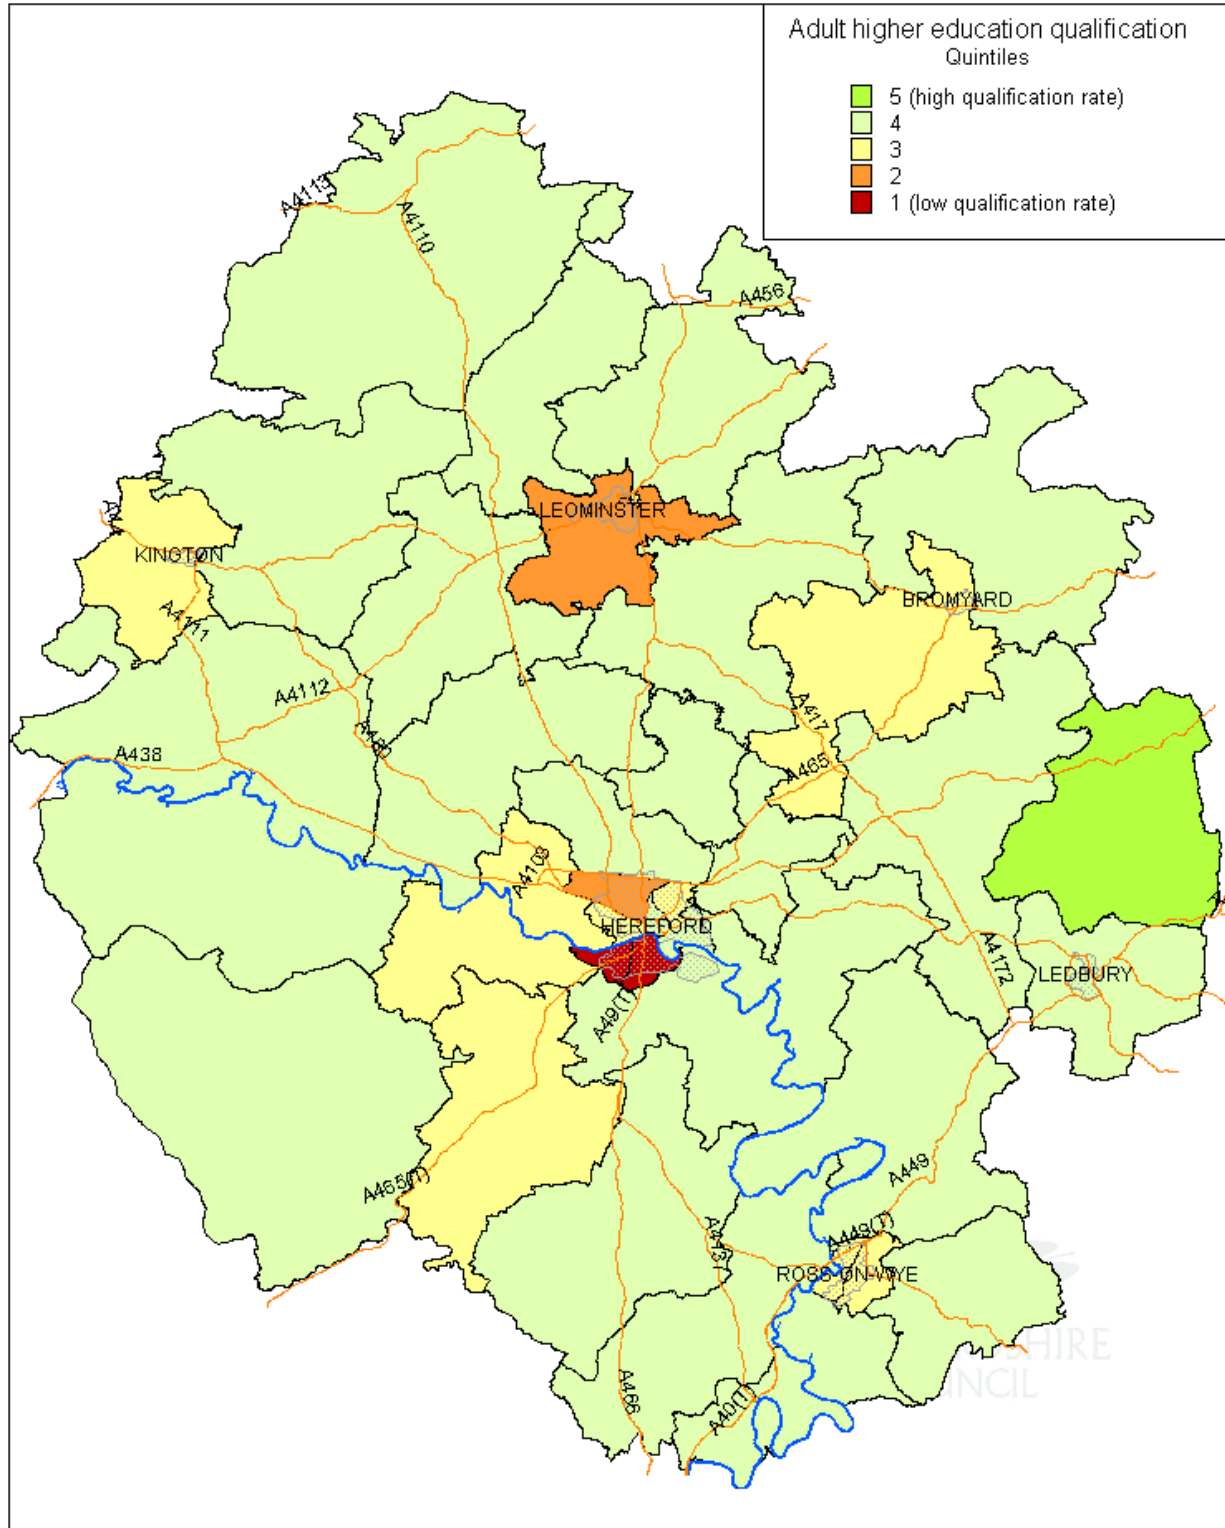 Adult higher education qualification
Quintiles
5 (high qualification rate)
4
3
2
1 (low qualification rate)
A4113
A4110
A456
LEOMINSTER
KINGTON
BROMYARD
A4111
A4112
A417
A438
A465
A4103
HEREFORD
A4172
LEDBURY
A49(T)
A465(T)
A449
A449(T)
ROSS-ON-WYE
A466
A40(T)